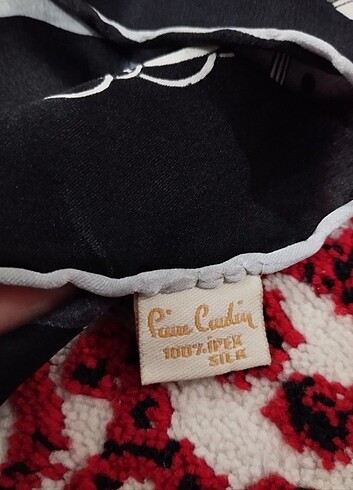 Pierre Cardin
100% İPEK
SILK